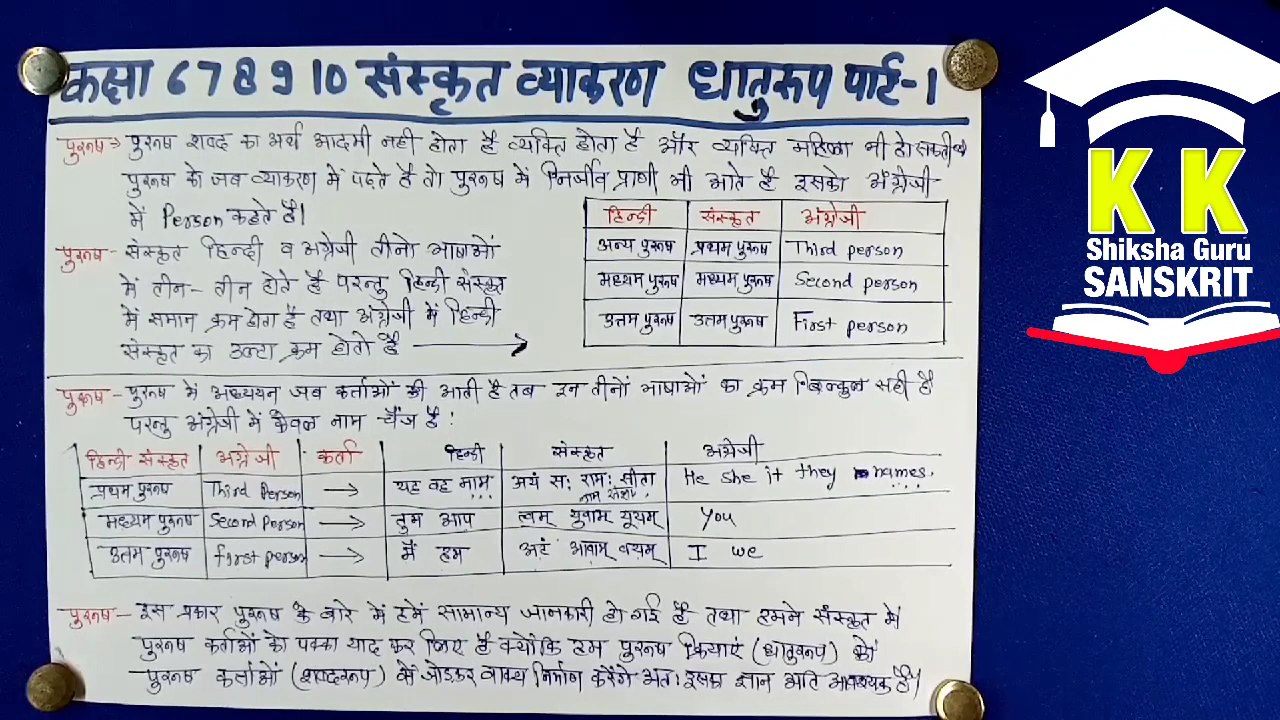 कक्षा 6 7 8 9 10 संस्कृत व्याकरण धातुरूप पार्ट-1
पुरुष⇒ पुरुष शब्द का अर्थ आदमी नही होता है व्यक्ति होता है और व्यक्ति महिला भी हो सकती है
पुरुष को जब व्याकरण में पढते है तो पुरुष में निर्जीव प्राणी भी आते है इसको अंग्रेजी
में Person कहते है।
पुरुष- संस्कृत हिन्दी व अंग्रेजी तीनो भाषाओं
में तीन-तीन होते है परन्तु हिन्दी संस्कृत
में समान क्रम होता है तथा अंग्रेजी में हिन्दी
संस्कृत का उल्टा क्रम होतो है →
हिन्दी संस्कृत अंग्रेजी
अन्य पुरुष प्रथम पुरुष Third person
मध्यम पुरुष मध्यम पुरुष Second person
उत्तम पुरुष उत्तम पुरुष First person
पुरुष- पुरुष में अध्ययन जब कर्ताओं की आती है तब इन तीनों भाषाओं का क्रम बिल्कुल सही है
परन्तु अंग्रेजी में केवल नाम चैंज है!
हिन्दी संस्कृत अंग्रेजी कर्ता हिन्दी संस्कृत अंग्रेजी
प्रथम पुरुष Third Person → यह वह नाम... अयं सः रामः सीता He she it they names....
नाम संज्ञा
मध्यम पुरुष Second Person → तुम आप त्वम् युवाम् यूयम् You
उत्तम पुरुष first person → मैं हम अहं आवाम् वयम् I we
पुरुष- इस प्रकार पुरुष के बारे में हमें सामान्य जानकारी हो गई है तथा हमने संस्कृत में
पुरुष कर्ताओं को पक्का याद कर लिए है क्योंकि हम पुरुष क्रियाएं (धातुरूप) को
पुरुष कर्ताओं (शब्दरूप) में जोडकर वाक्य निर्माण करेंगे अतः इसका ज्ञान अति आवश्यक है।
K K
Shiksha Guru
SANSKRIT